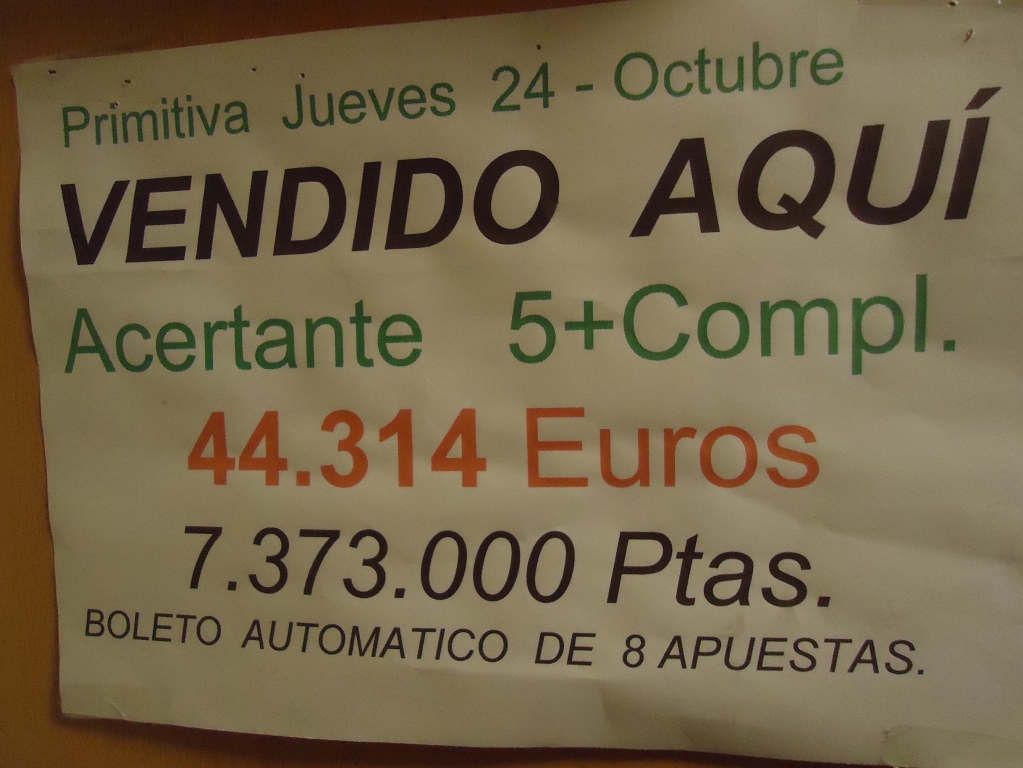 Primitiva Jueves 24 - Octubre
VENDIDO AQUÍ
Acertante 5+Compl.
44.314 Euros
7.373.000 Ptas.
BOLETO AUTOMATICO DE 8 APUESTAS.